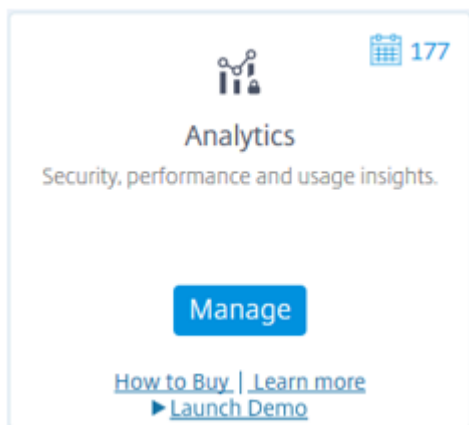 177
Analytics
Security, performance and usage insights.
Manage
How to Buy | Learn more
▶ Launch Demo